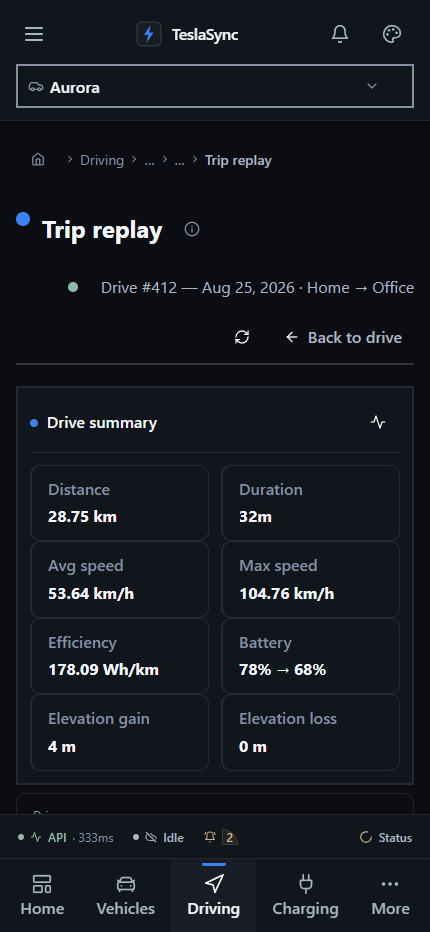 TeslaSync
Aurora
Driving ... ... Trip replay
Trip replay
Drive #412 — Aug 25, 2026 · Home → Office
Back to drive
Drive summary
Distance Duration
28.75 km 32m
Avg speed Max speed
53.64 km/h 104.76 km/h
Efficiency Battery
178.09 Wh/km 78% → 68%
Elevation gain Elevation loss
4 m 0 m
API · 333ms Idle 2 Status
Home Vehicles Driving Charging More